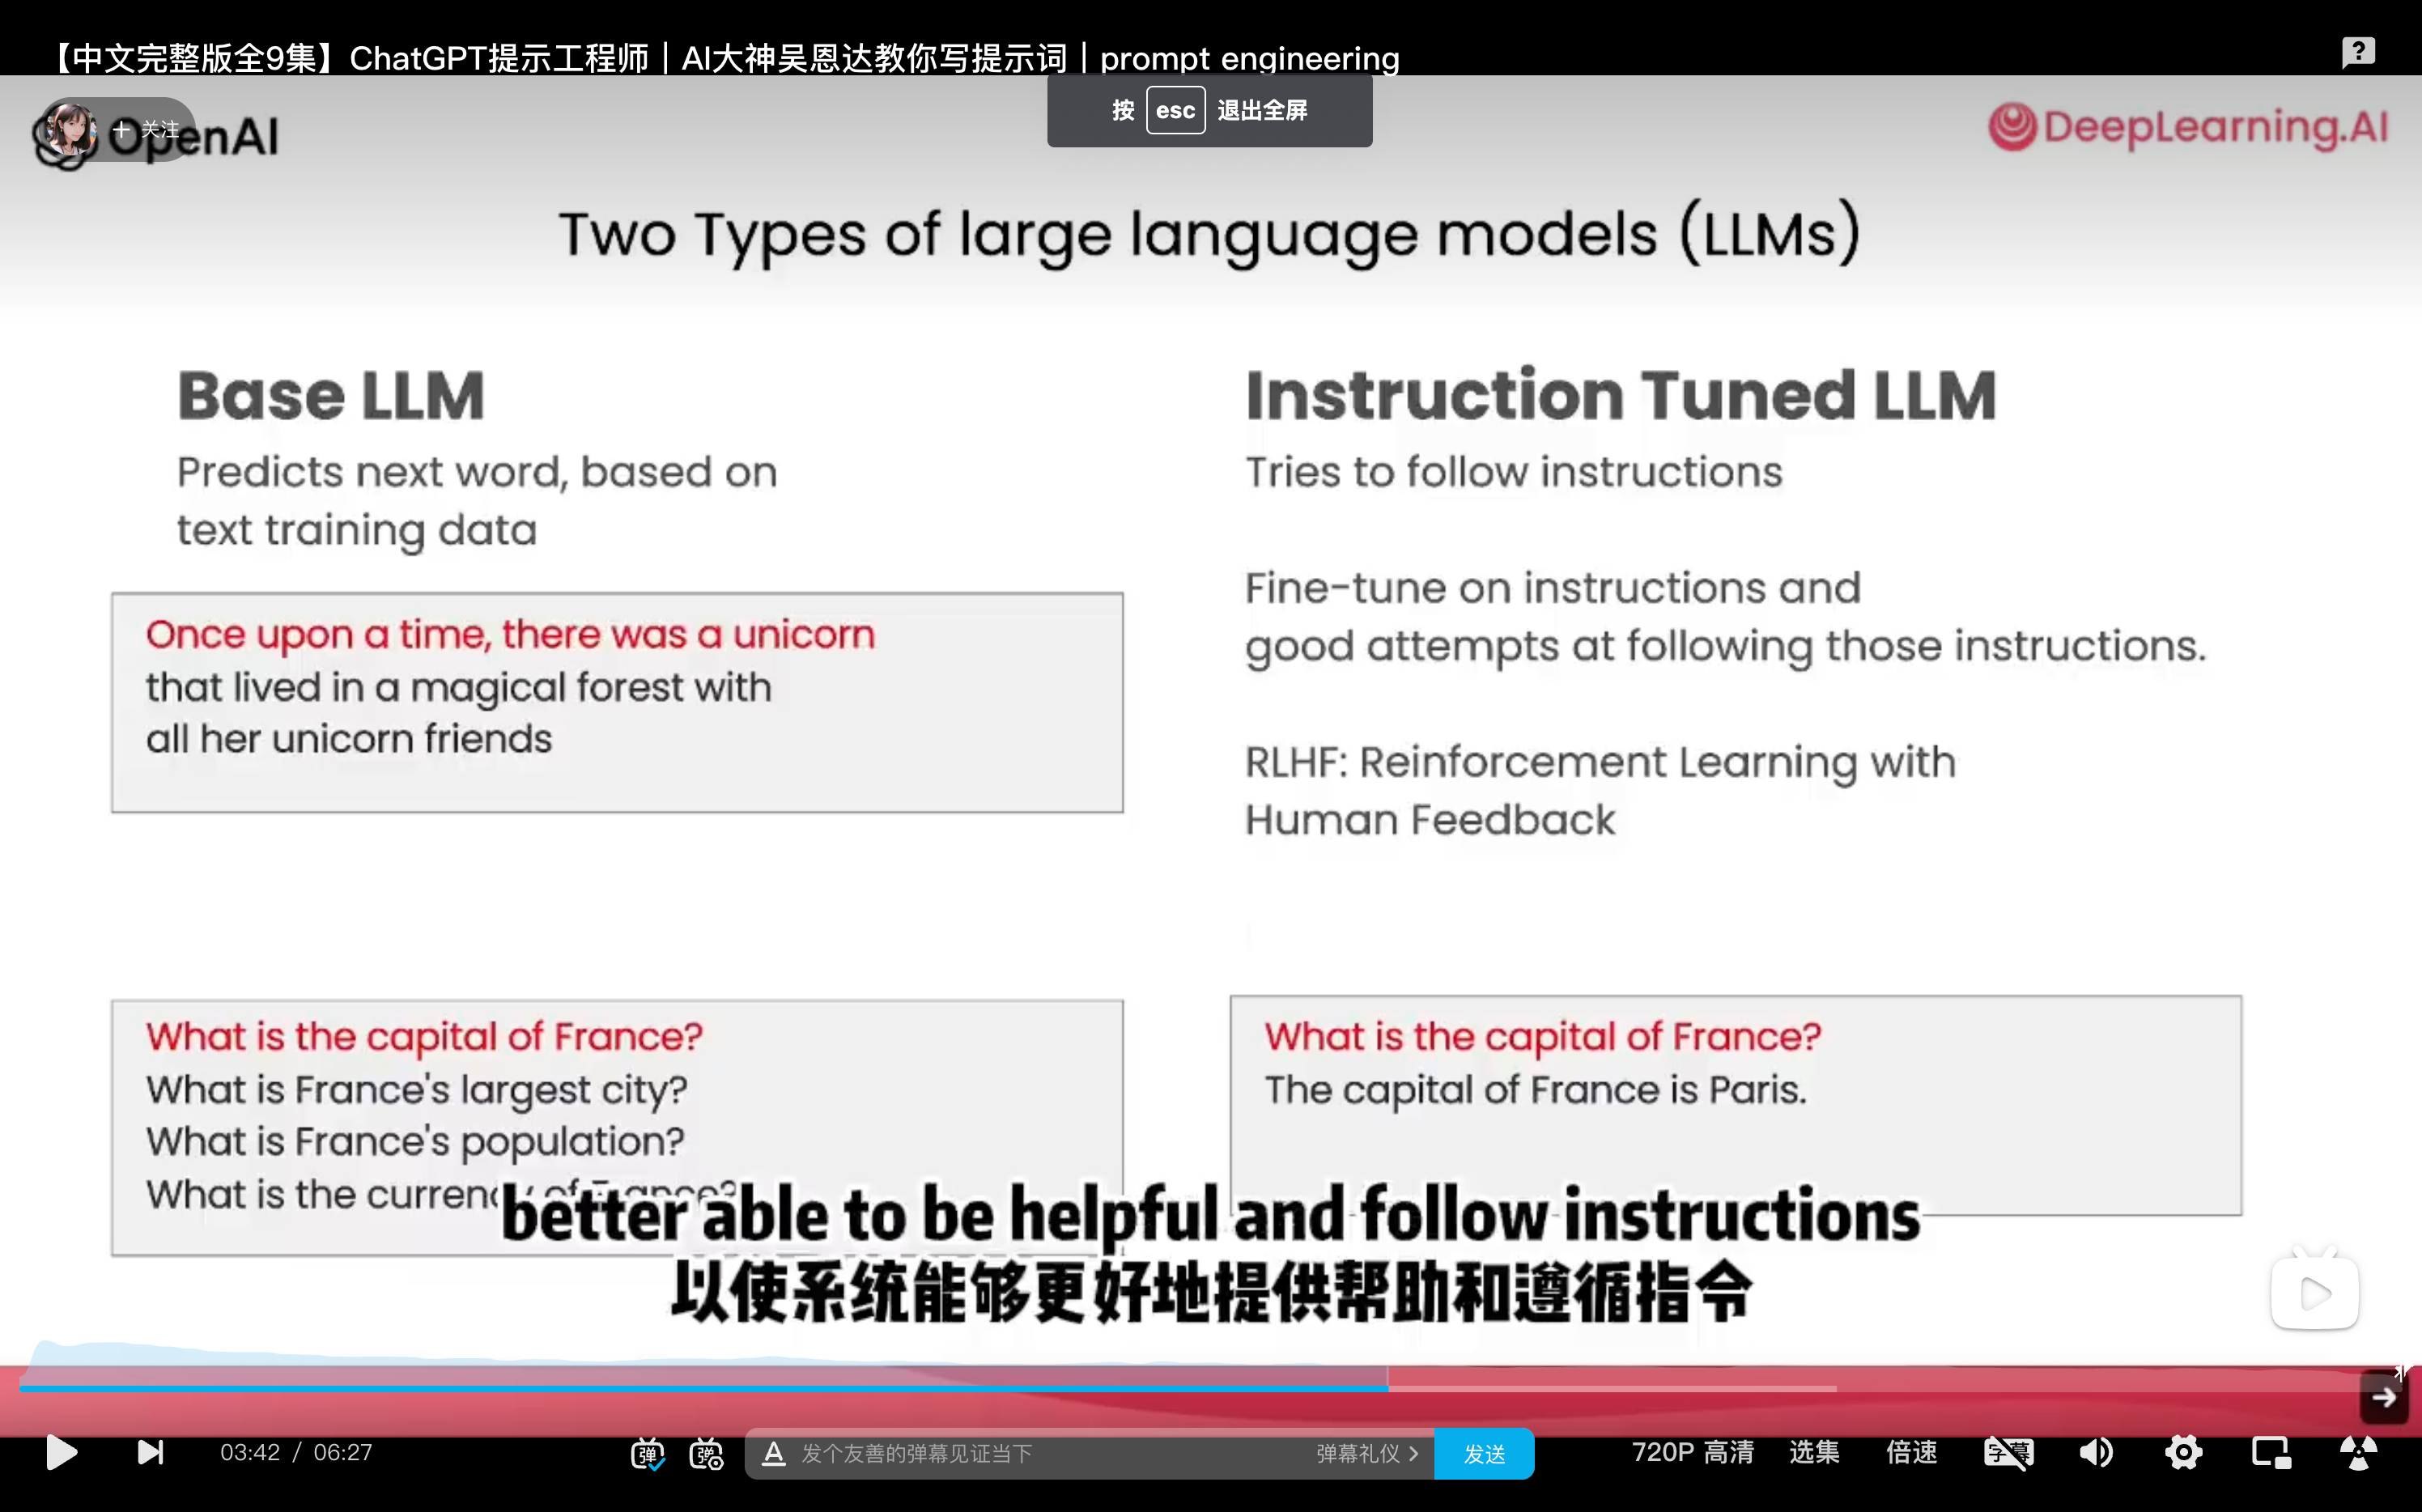 【中文完整版全9集】ChatGPT提示工程师｜AI大神吴恩达教你写提示词｜prompt engineering
按 esc 退出全屏
+ 关注
OpenAI
DeepLearning.AI
Two Types of large language models (LLMs)
Base LLM
Predicts next word, based on
text training data
Once upon a time, there was a unicorn
that lived in a magical forest with
all her unicorn friends
What is the capital of France?
What is France's largest city?
What is France's population?
What is the currency of France?
Instruction Tuned LLM
Tries to follow instructions
Fine-tune on instructions and
good attempts at following those instructions.
RLHF: Reinforcement Learning with
Human Feedback
What is the capital of France?
The capital of France is Paris.
better able to be helpful and follow instructions
以使系统能够更好地提供帮助和遵循指令
03:42 / 06:27
弹
弹
A 发个友善的弹幕见证当下
弹幕礼仪 >
发送
720P 高清
选集
倍速
字幕